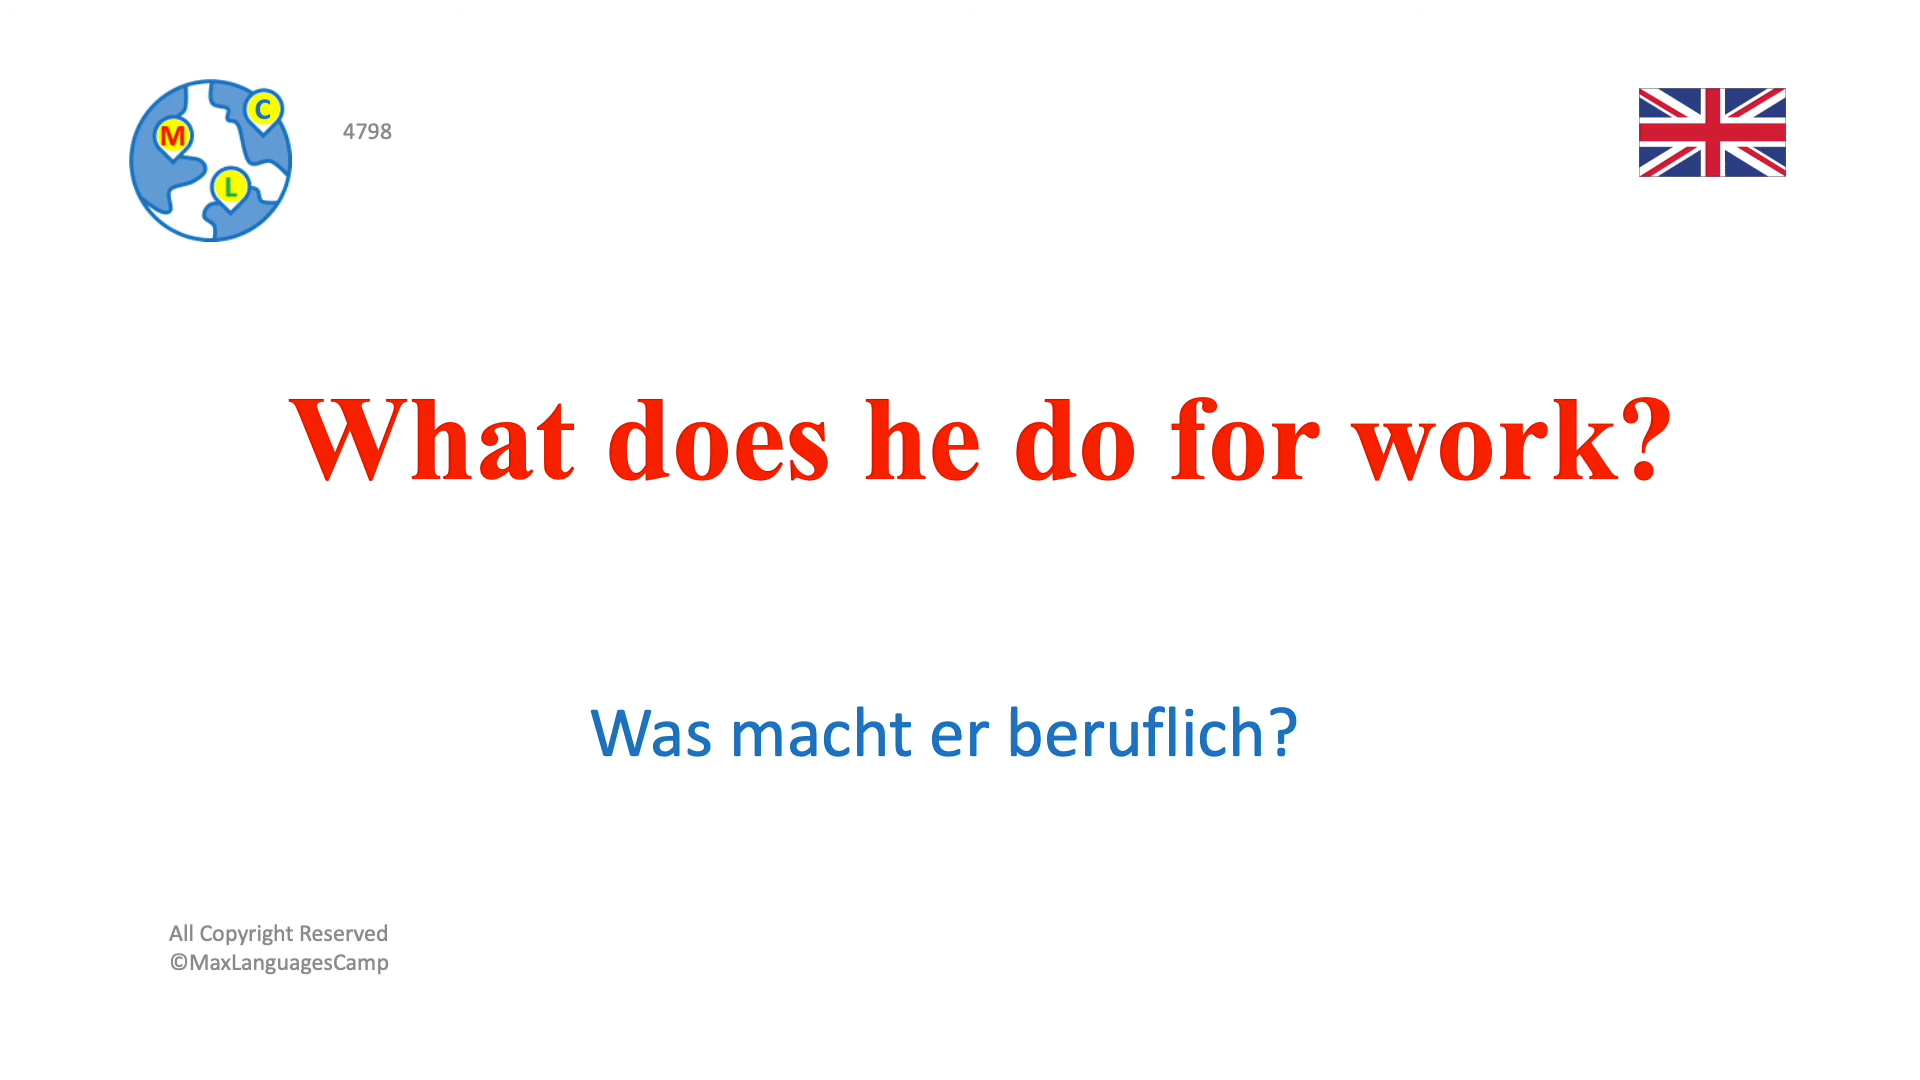 M
C
L
4798
What does he do for work?
Was macht er beruflich?
All Copyright Reserved
©MaxLanguagesCamp